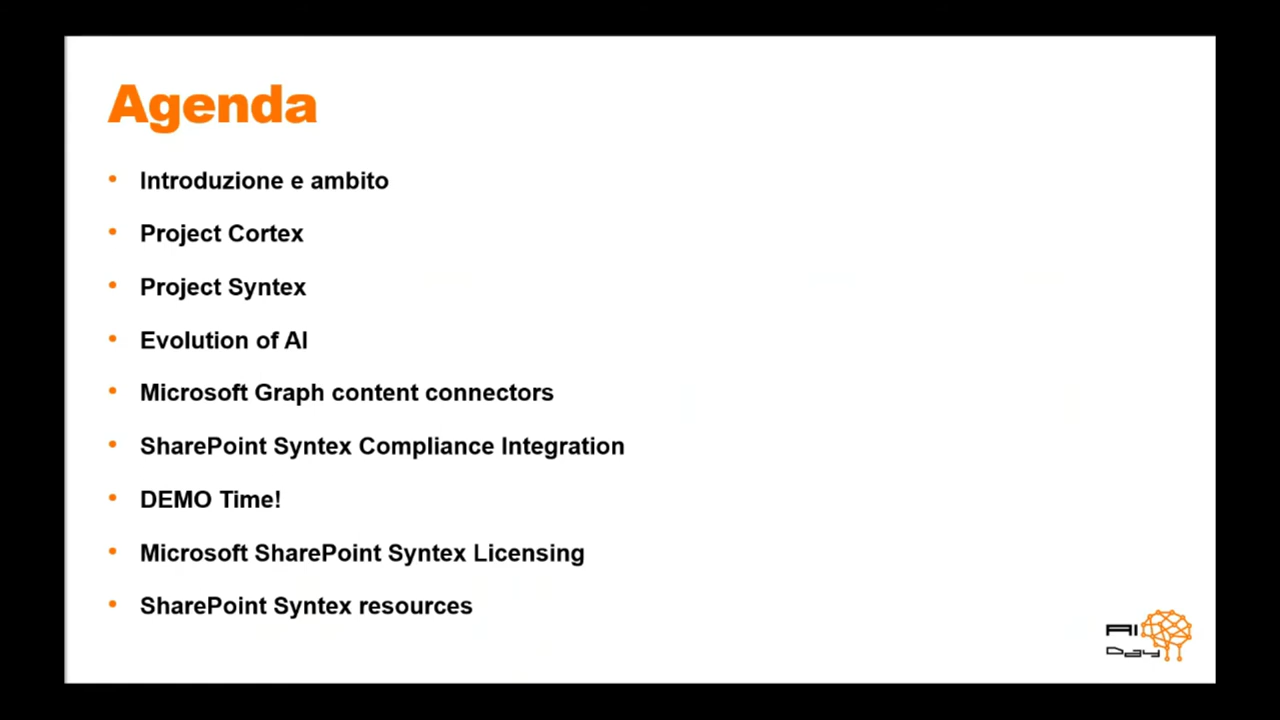 Agenda
• Introduzione e ambito
• Project Cortex
• Project Syntex
• Evolution of AI
• Microsoft Graph content connectors
• SharePoint Syntex Compliance Integration
• DEMO Time!
• Microsoft SharePoint Syntex Licensing
• SharePoint Syntex resources
AI
Day